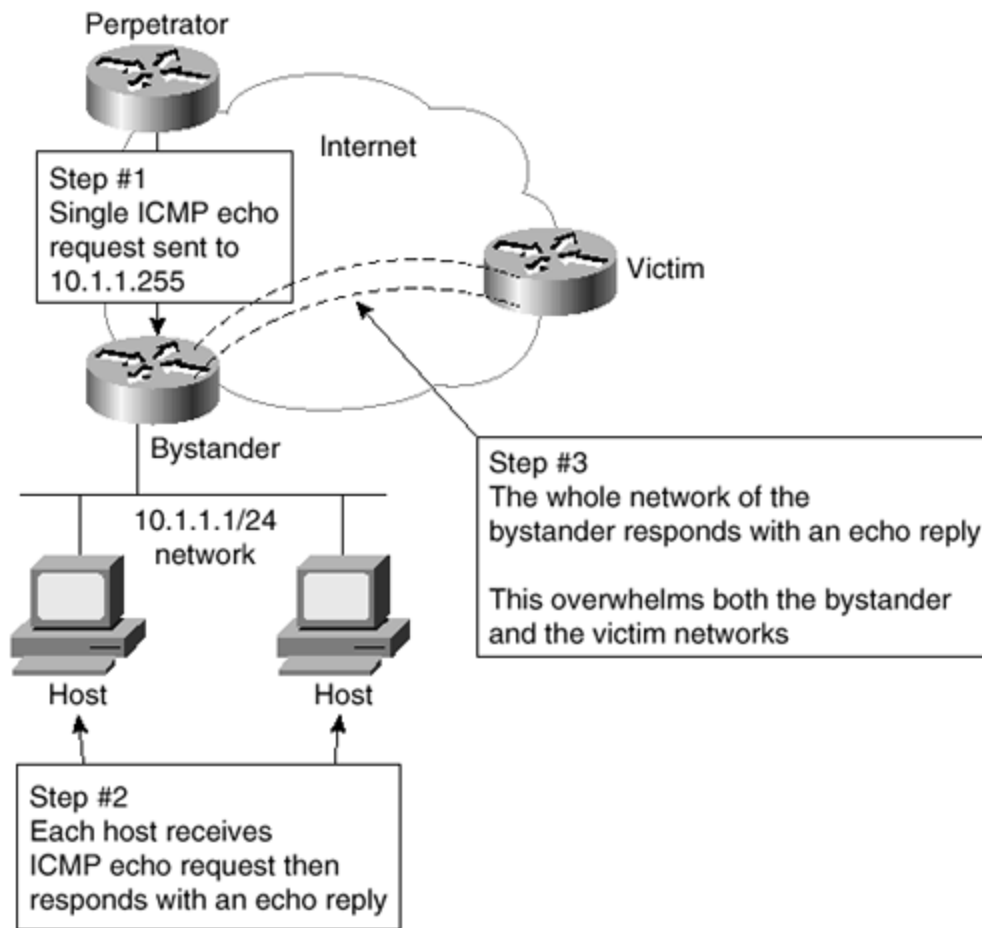 Perpetrator
Internet
Step #1
Single ICMP echo
request sent to
10.1.1.255
Victim
Bystander
Step #3
The whole network of the
bystander responds with an echo reply
This overwhelms both the bystander
and the victim networks
10.1.1.1/24
network
Host
Host
Step #2
Each host receives
ICMP echo request then
responds with an echo reply